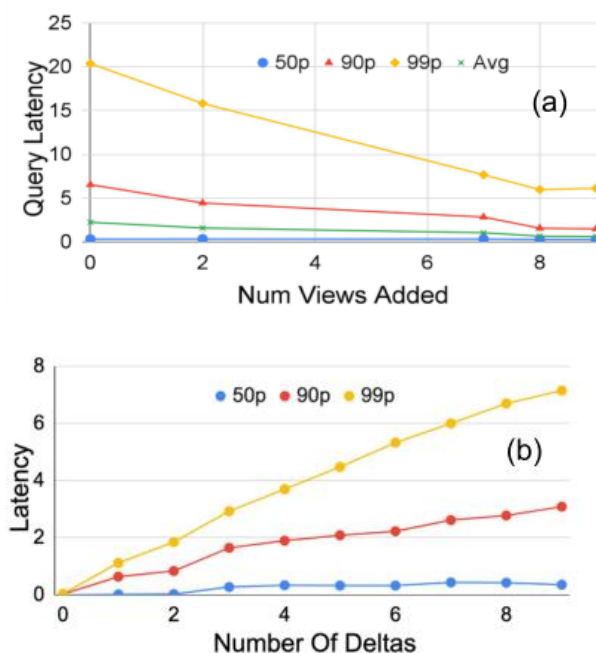 25
20
15
10
5
0
Query Latency
50p 90p 99p Avg
(a)
0 2 4 6 8
Num Views Added
8
6
4
2
0
Latency
50p 90p 99p
(b)
0 2 4 6 8
Number Of Deltas